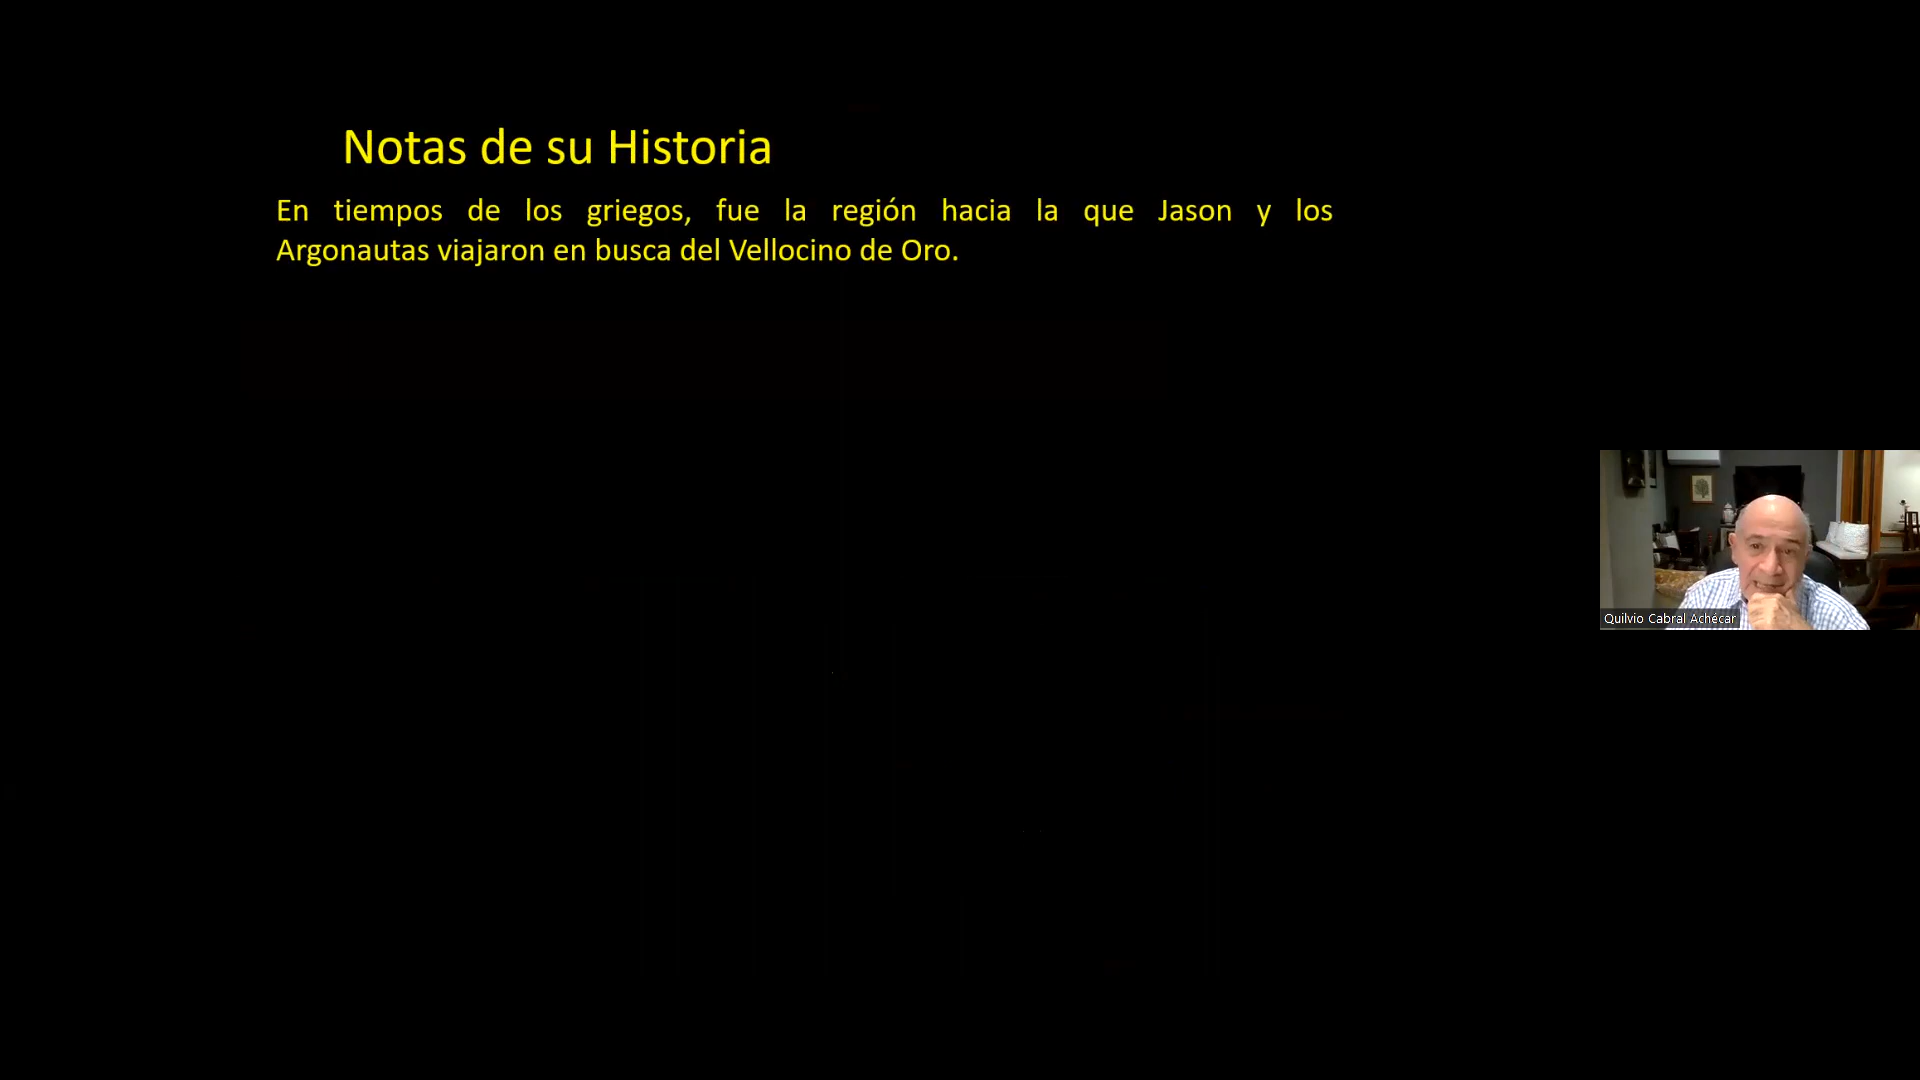 Notas de su Historia
En tiempos de los griegos, fue la región hacia la que Jason y los
Argonautas viajaron en busca del Vellocino de Oro.
Quilvio Cabral Achécar